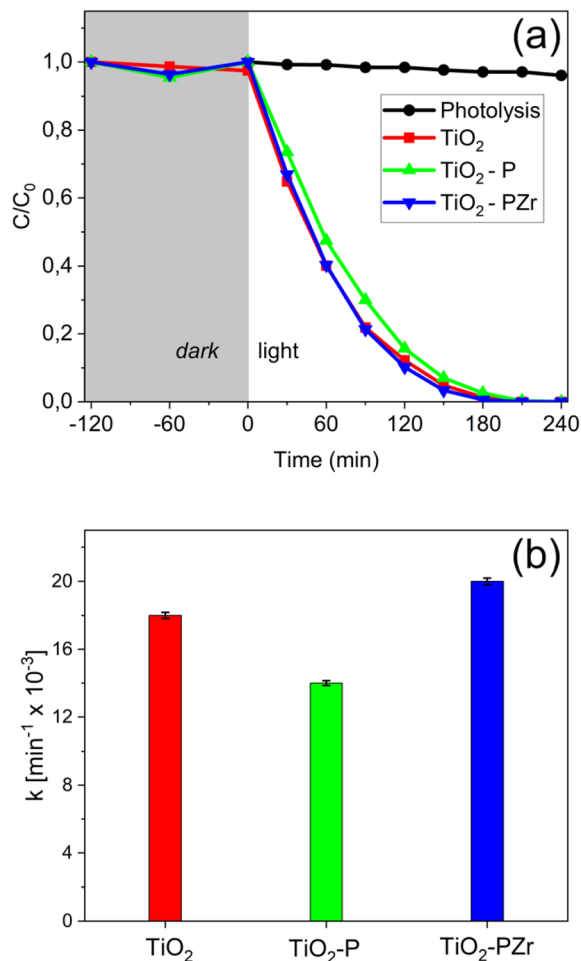 (a)
1,0
0,8
0,6
0,4
0,2
0,0
C/C₀
Photolysis
TiO₂
TiO₂ - P
TiO₂ - PZr
dark
light
-120 -60 0 60 120 180 240
Time (min)
(b)
20
16
12
8
4
0
k [min⁻¹ x 10⁻³]
TiO₂ TiO₂-P TiO₂-PZr